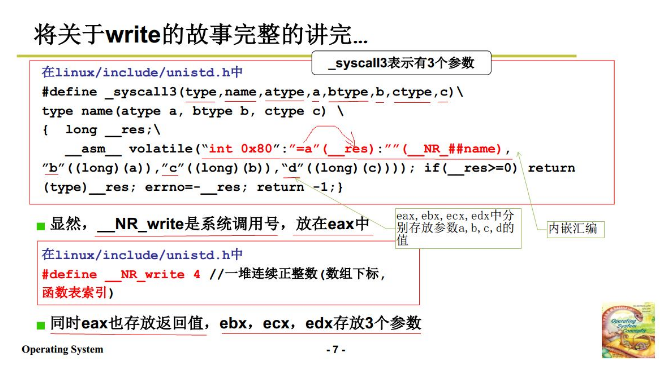 将关于write的故事完整的讲完…
_syscall3表示有3个参数
在linux/include/unistd.h中
#define _syscall3(type,name,atype,a,btype,b,ctype,c)\
type name(atype a, btype b, ctype c) \
{ long __res;\
__asm__ volatile(“int 0x80”:”=a”(__res):””(__NR_##name),
”b”((long)(a)),”c”((long)(b)),“d”((long)(c)))); if(__res>=0) return
(type)__res; errno=-__res; return -1;}
显然，__NR_write是系统调用号，放在eax中
eax,ebx,ecx,edx中分
别存放参数a,b,c,d的
值
内嵌汇编
在linux/include/unistd.h中
#define __NR_write 4 //一堆连续正整数(数组下标,
函数表索引)
同时eax也存放返回值，ebx，ecx，edx存放3个参数
Operating System
- 7 -
Operating
System
Concepts